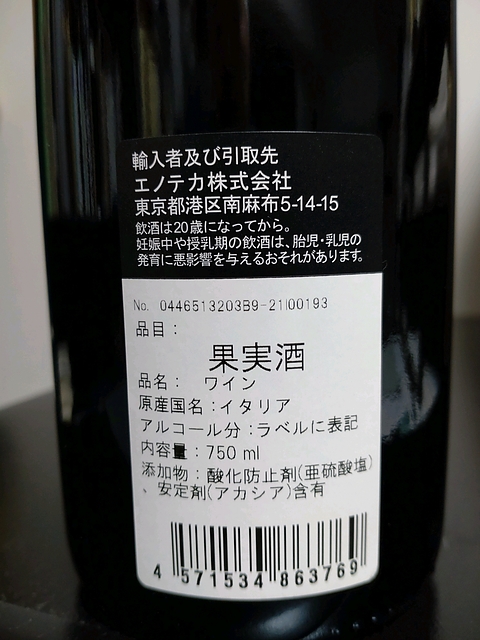 輸入者及び引取先
エノテカ株式会社
東京都港区南麻布5-14-15
飲酒は20歳になってから。
妊娠中や授乳期の飲酒は、胎児・乳児の
発育に悪影響を与えるおそれがあります。
No. 0446513203B9-21I00193
品目：
果実酒
品名： ワイン
原産国名：イタリア
アルコール分：ラベルに表記
内容量：750 ml
添加物：酸化防止剤(亜硫酸塩)
、安定剤(アカシア)含有
4 571534 863769